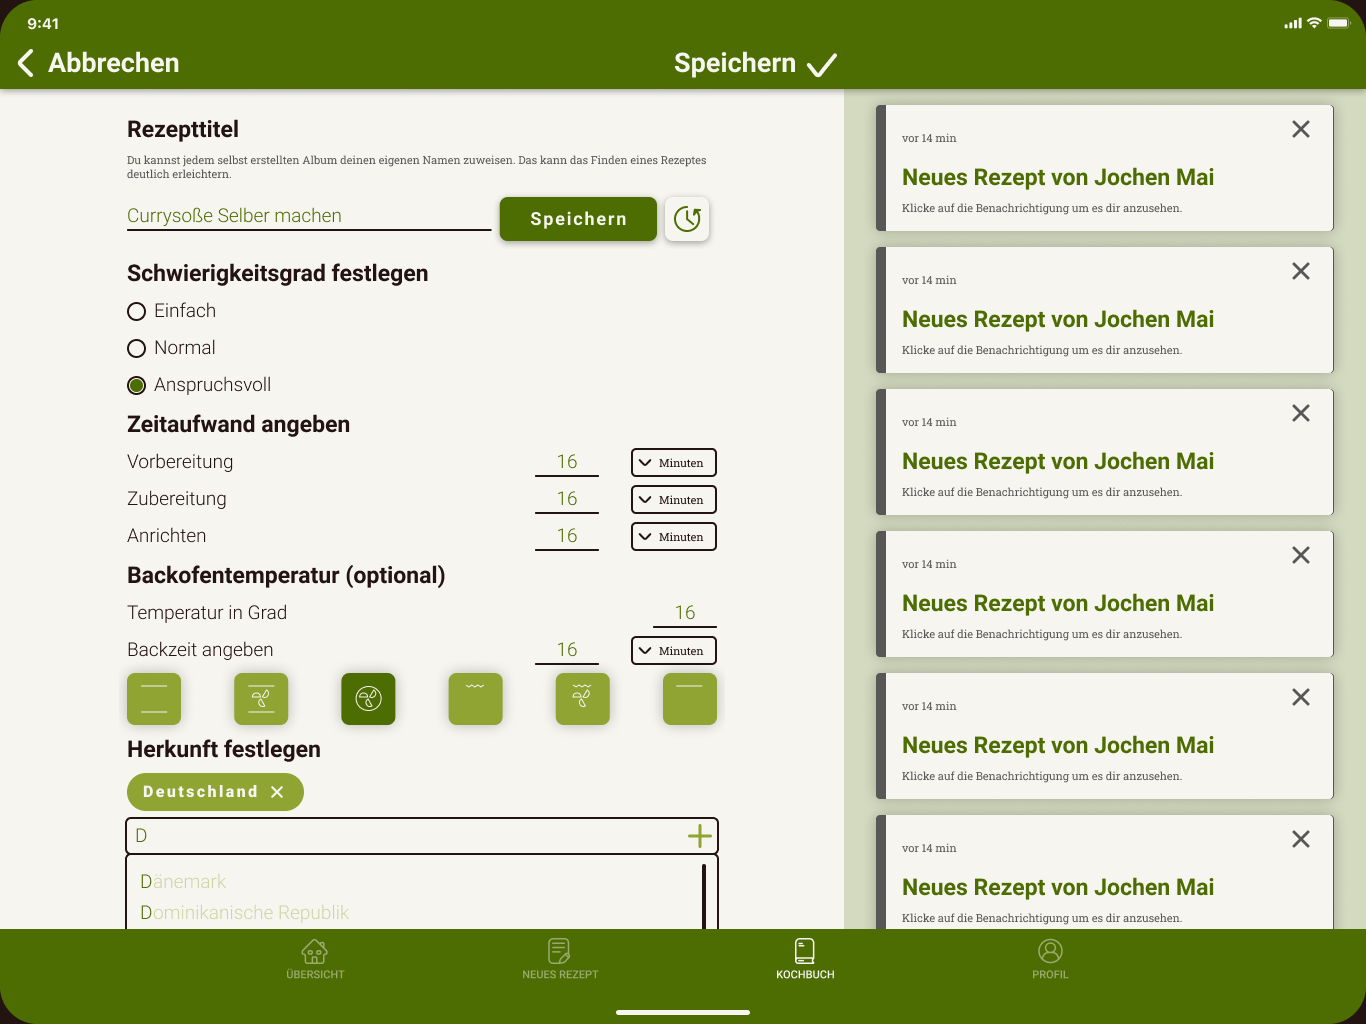 9:41
Abbrechen
Speichern
Rezepttitel
Du kannst jedem selbst erstellten Album deinen eigenen Namen zuweisen. Das kann das Finden eines Rezeptes
deutlich erleichtern.
Currysoße Selber machen
Speichern
Schwierigkeitsgrad festlegen
Einfach
Normal
Anspruchsvoll
Zeitaufwand angeben
Vorbereitung 16 Minuten
Zubereitung 16 Minuten
Anrichten 16 Minuten
Backofentemperatur (optional)
Temperatur in Grad 16
Backzeit angeben 16 Minuten
Herkunft festlegen
Deutschland
D
Dänemark
Dominikanische Republik
vor 14 min
Neues Rezept von Jochen Mai
Klicke auf die Benachrichtigung um es dir anzusehen.
vor 14 min
Neues Rezept von Jochen Mai
Klicke auf die Benachrichtigung um es dir anzusehen.
vor 14 min
Neues Rezept von Jochen Mai
Klicke auf die Benachrichtigung um es dir anzusehen.
vor 14 min
Neues Rezept von Jochen Mai
Klicke auf die Benachrichtigung um es dir anzusehen.
vor 14 min
Neues Rezept von Jochen Mai
Klicke auf die Benachrichtigung um es dir anzusehen.
vor 14 min
Neues Rezept von Jochen Mai
Klicke auf die Benachrichtigung um es dir anzusehen.
ÜBERSICHT
NEUES REZEPT
KOCHBUCH
PROFIL